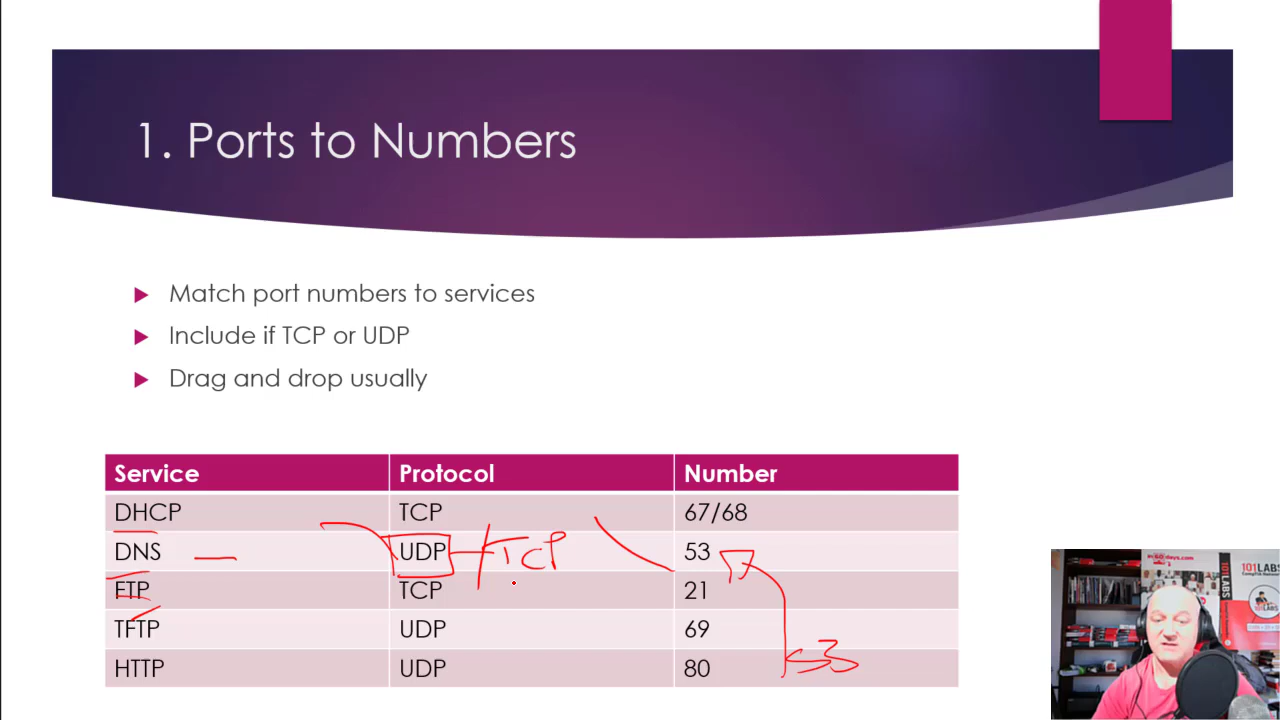 1. Ports to Numbers
Match port numbers to services
Include if TCP or UDP
Drag and drop usually
Service Protocol Number
DHCP TCP 67/68
DNS UDP TCP 53
FTP TCP 21
TFTP UDP 69
HTTP UDP 80
53
101LABS
101LABS